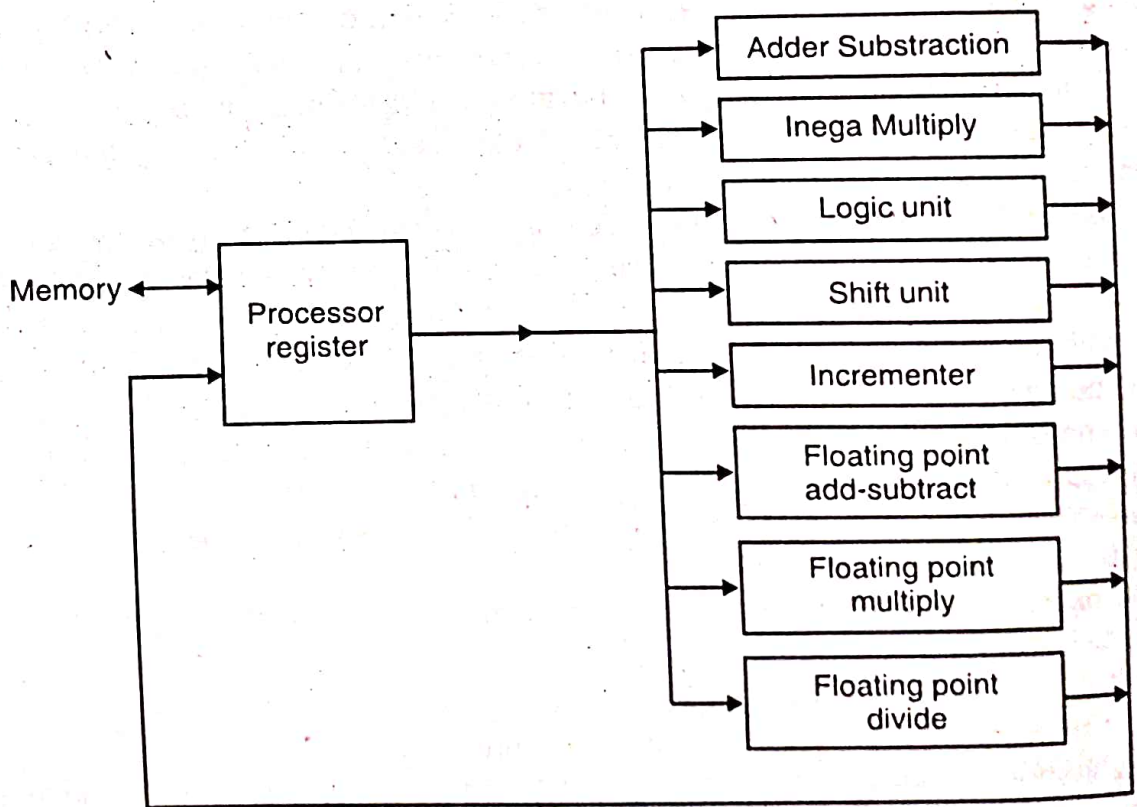 Adder Substraction
Inega Multiply
Logic unit
Shift unit
Memory
Processor
register
Incrementer
Floating point
add-subtract
Floating point
multiply
Floating point
divide